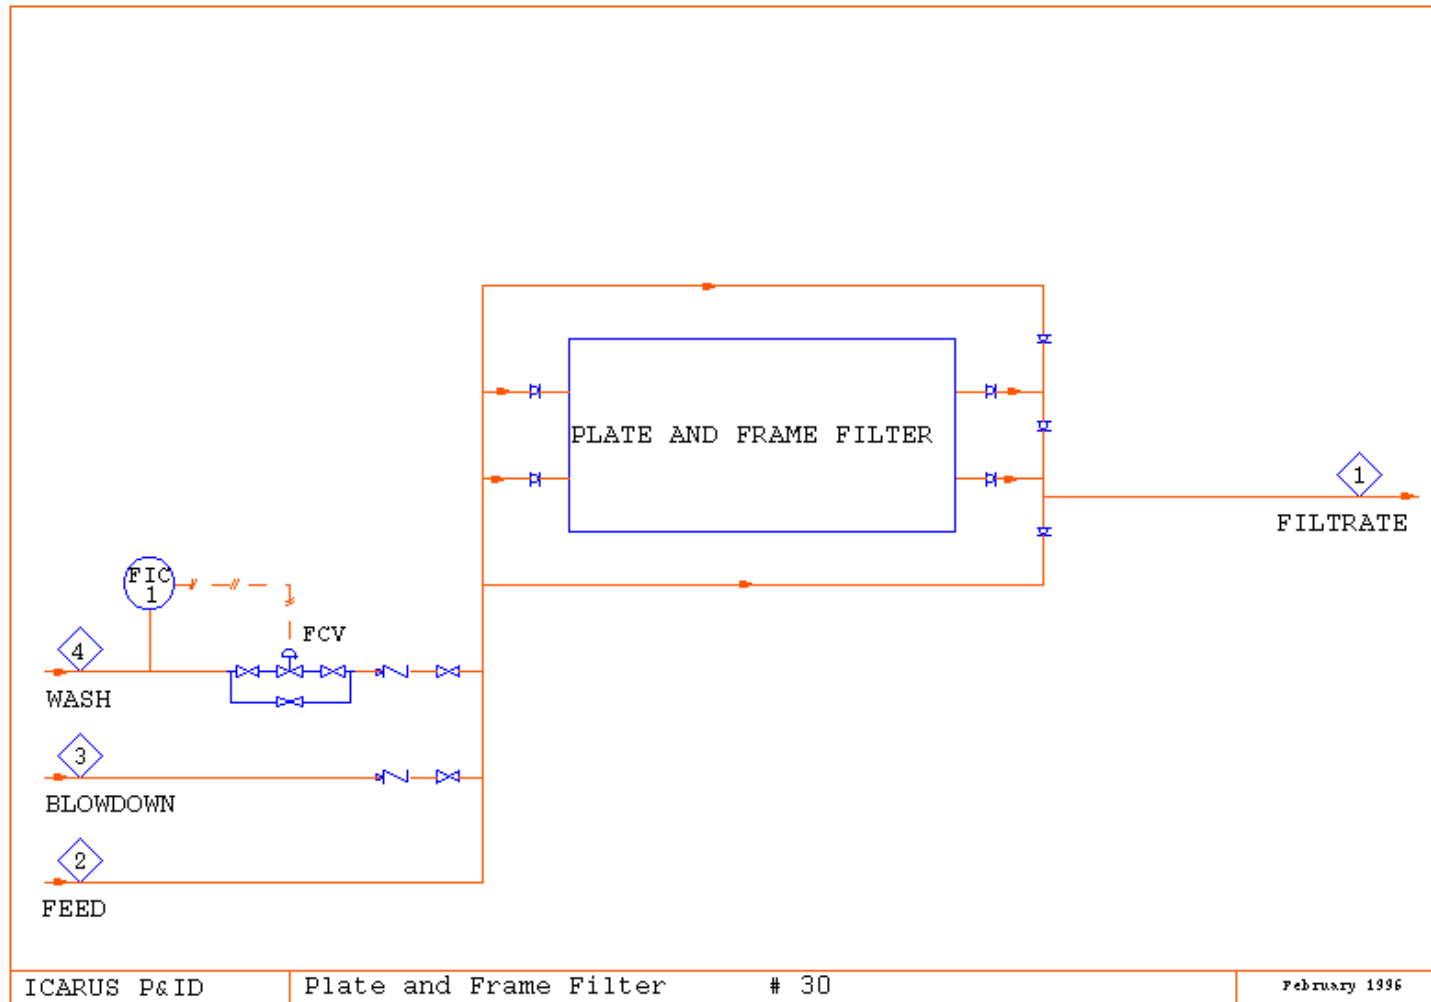 PLATE AND FRAME FILTER
1
FILTRATE
FIC
1
FCV
4
WASH
3
BLOWDOWN
2
FEED
ICARUS P&ID
Plate and Frame Filter # 30
February 1996